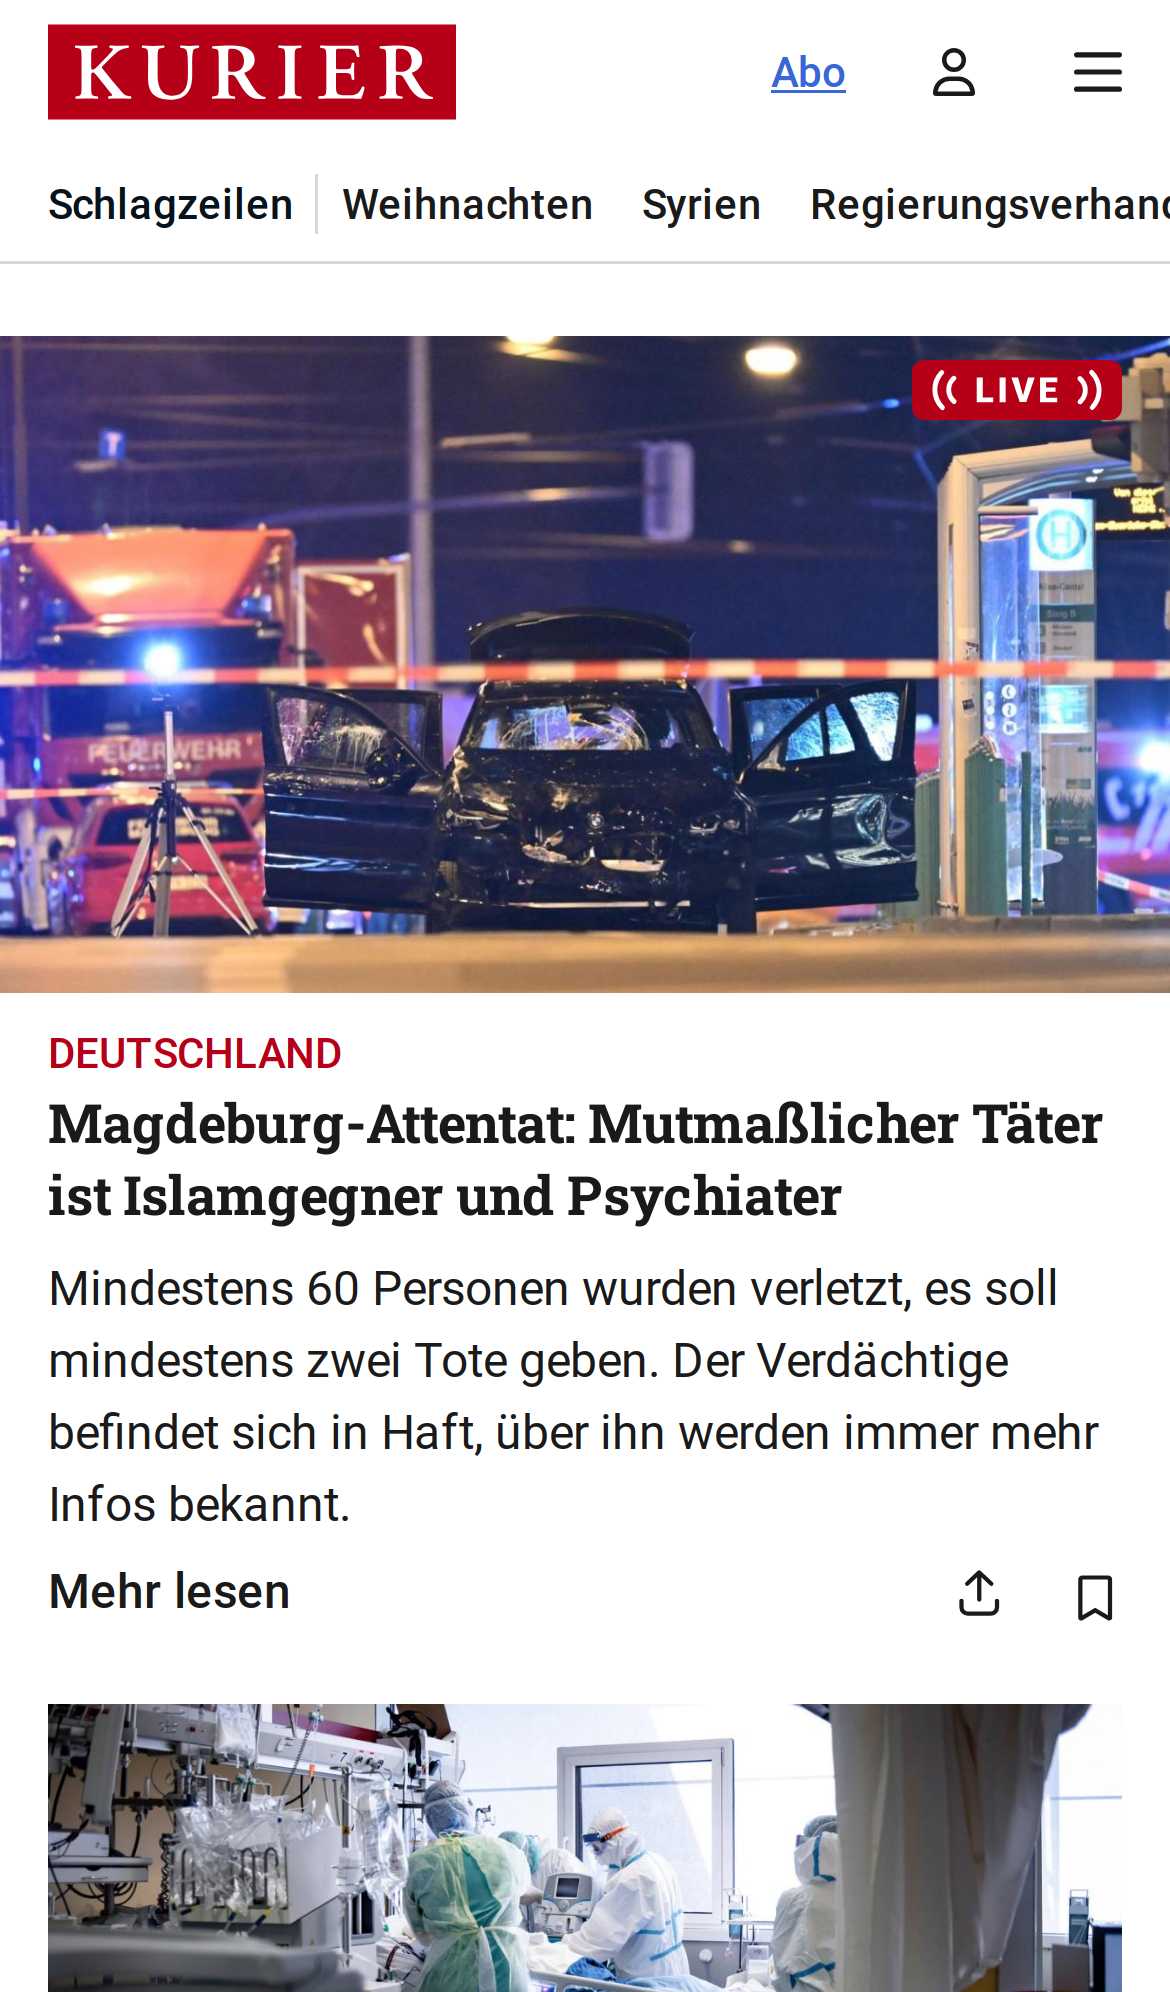 KURIER
Abo
Schlagzeilen
Weihnachten
Syrien
Regierungsverhand
LIVE
H
FEUERWEHR
DEUTSCHLAND
Magdeburg-Attentat: Mutmaßlicher Täter
ist Islamgegner und Psychiater
Mindestens 60 Personen wurden verletzt, es soll
mindestens zwei Tote geben. Der Verdächtige
befindet sich in Haft, über ihn werden immer mehr
Infos bekannt.
Mehr lesen